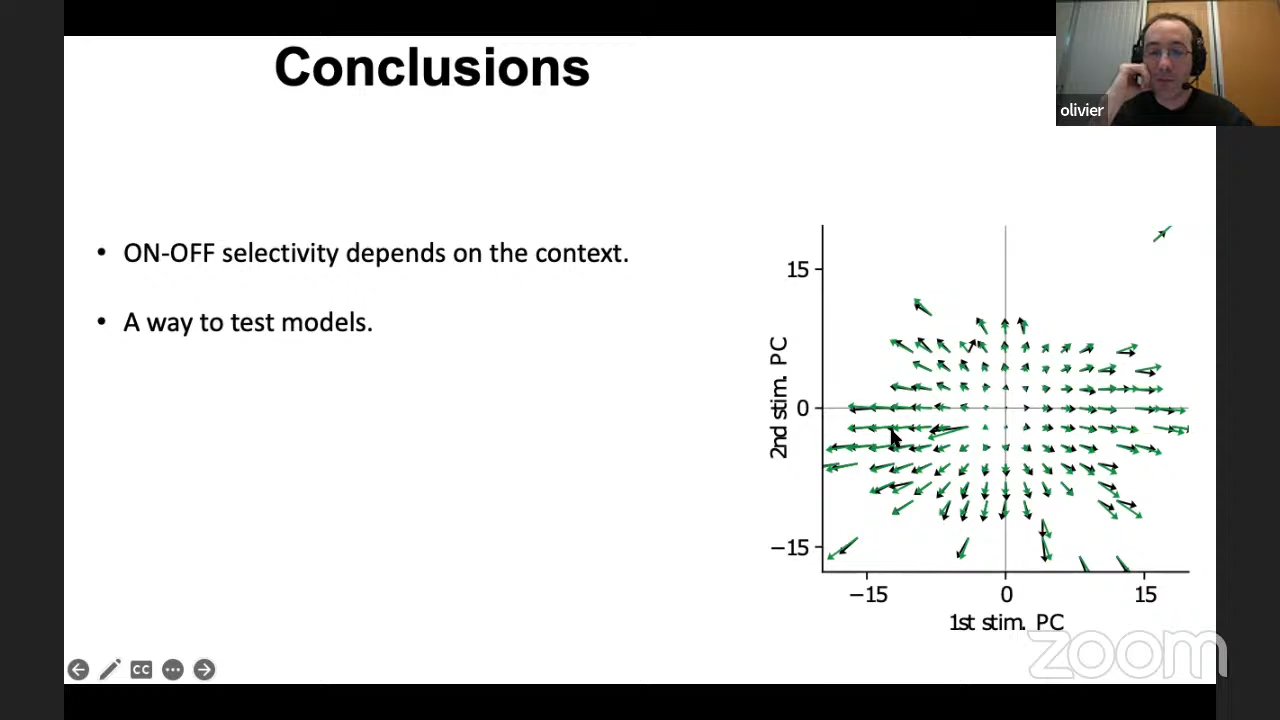 Conclusions
olivier
• ON-OFF selectivity depends on the context.
• A way to test models.
15
0
−15
2nd stim. PC
−15 0 15
1st stim. PC
CC
zoom